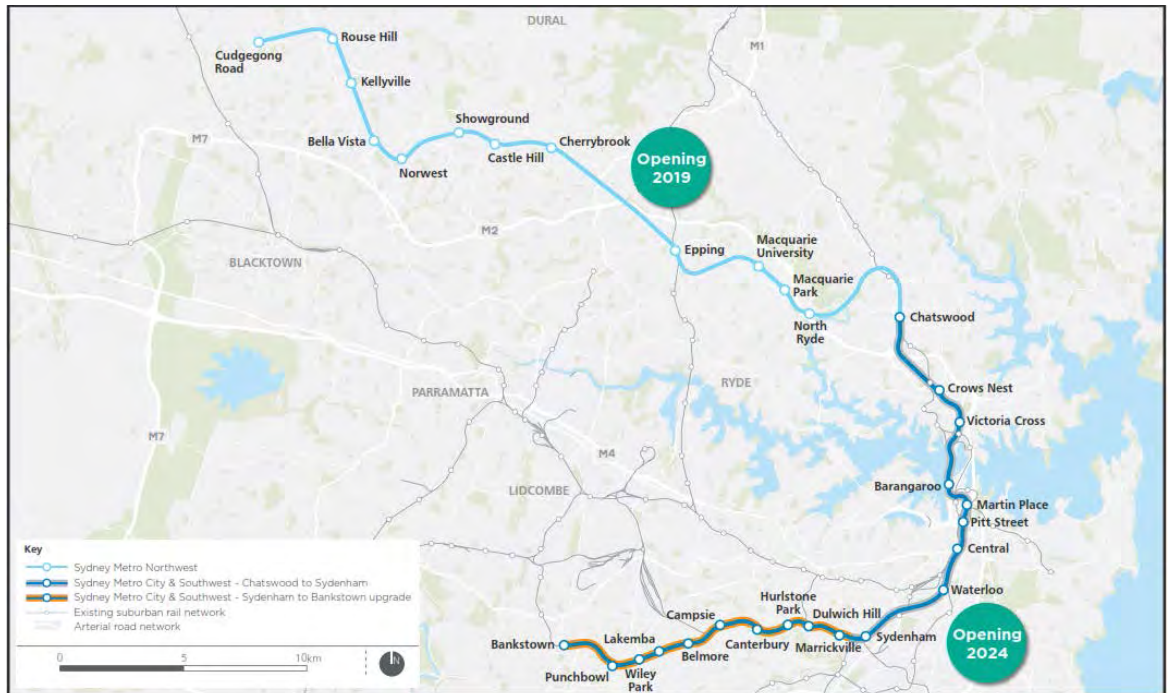 DURAL
M1
Rouse Hill
Cudgegong
Road
Kellyville
Showground
M7
Bella Vista
Castle Hill
Cherrybrook
Norwest
Opening
2019
M2
Epping
Macquarie
University
BLACKTOWN
Macquarie
Park
North
Ryde
Chatswood
PARRAMATTA
RYDE
Crows Nest
Victoria Cross
M7
M4
LIDCOMBE
Barangaroo
Martin Place
Pitt Street
Central
Waterloo
Hurlstone
Park
Campsie
Dulwich Hill
Lakemba
Bankstown
Canterbury
Sydenham
Marrickville
Belmore
Punchbowl
Wiley
Park
Opening
2024
Key
Sydney Metro Northwest
Sydney Metro City & Southwest - Chatswood to Sydenham
Sydney Metro City & Southwest - Sydenham to Bankstown upgrade
Existing suburban rail network
Arterial road network
0 5 10km
N